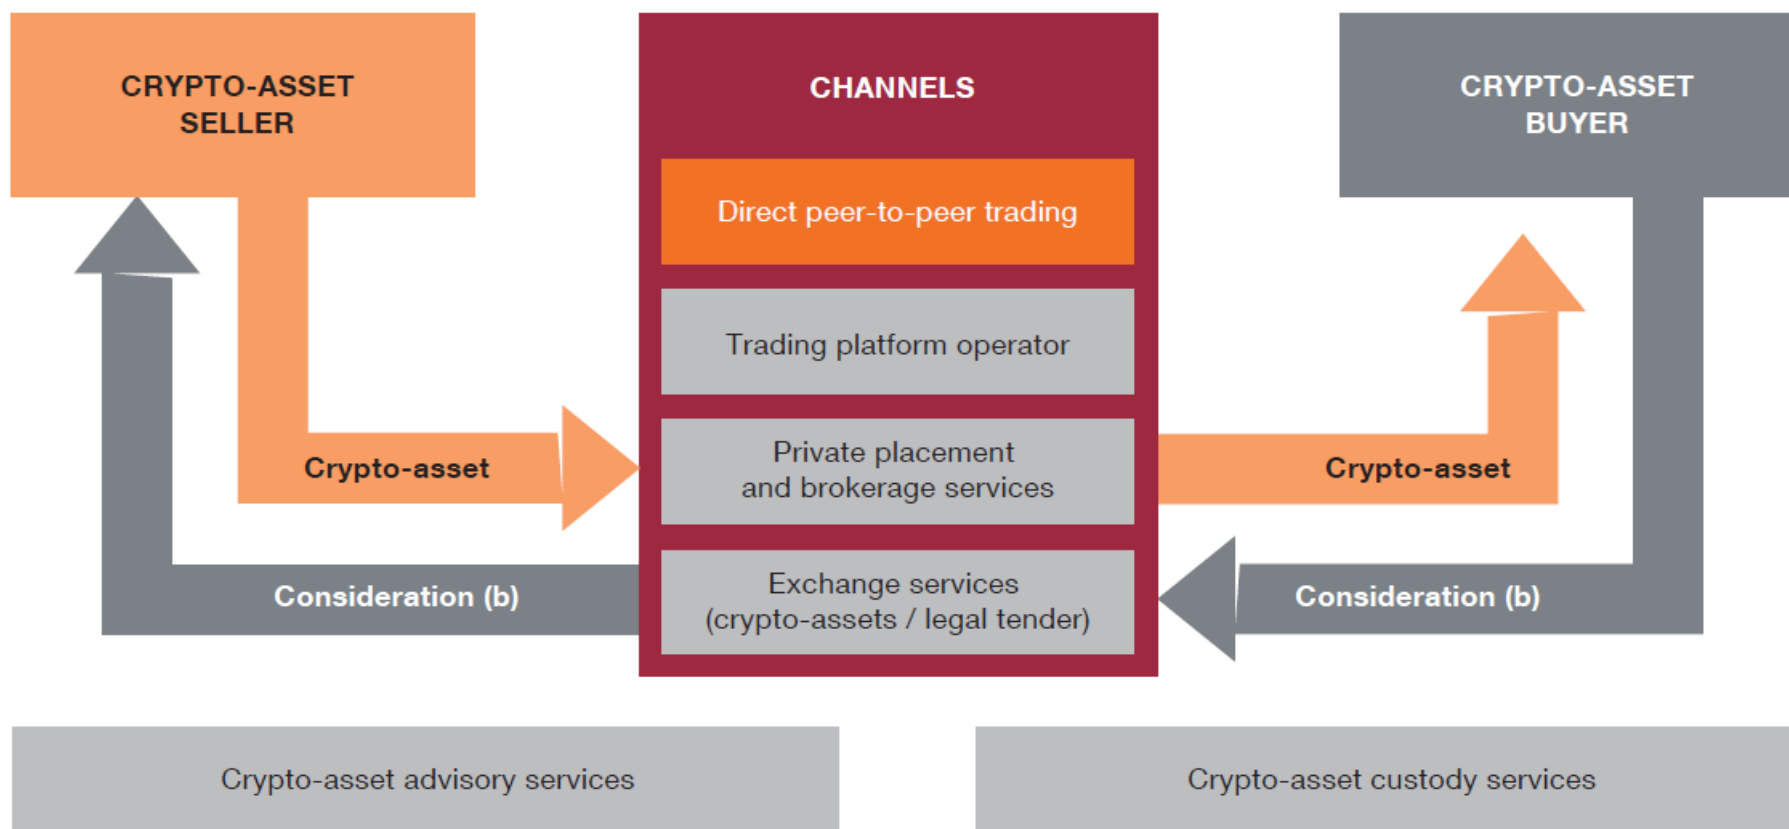 CRYPTO-ASSET
SELLER
CHANNELS
CRYPTO-ASSET
BUYER
Direct peer-to-peer trading
Trading platform operator
Private placement
and brokerage services
Crypto-asset
Crypto-asset
Exchange services
(crypto-assets / legal tender)
Consideration (b)
Consideration (b)
Crypto-asset advisory services
Crypto-asset custody services